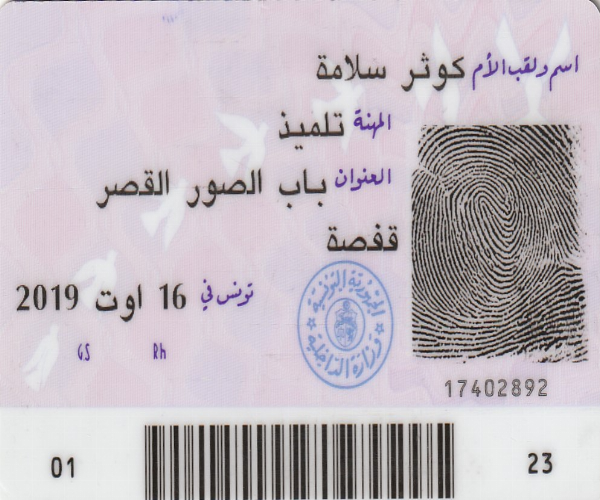 اسم ولقب الأم كوثر سلامة
المهنة تلميذ
العنوان باب الصور القصر
قفصة
تونس في 16 اوت 2019
الجمهورية التونسية
وزارة الداخلية
GS Rh
17402892
01 23